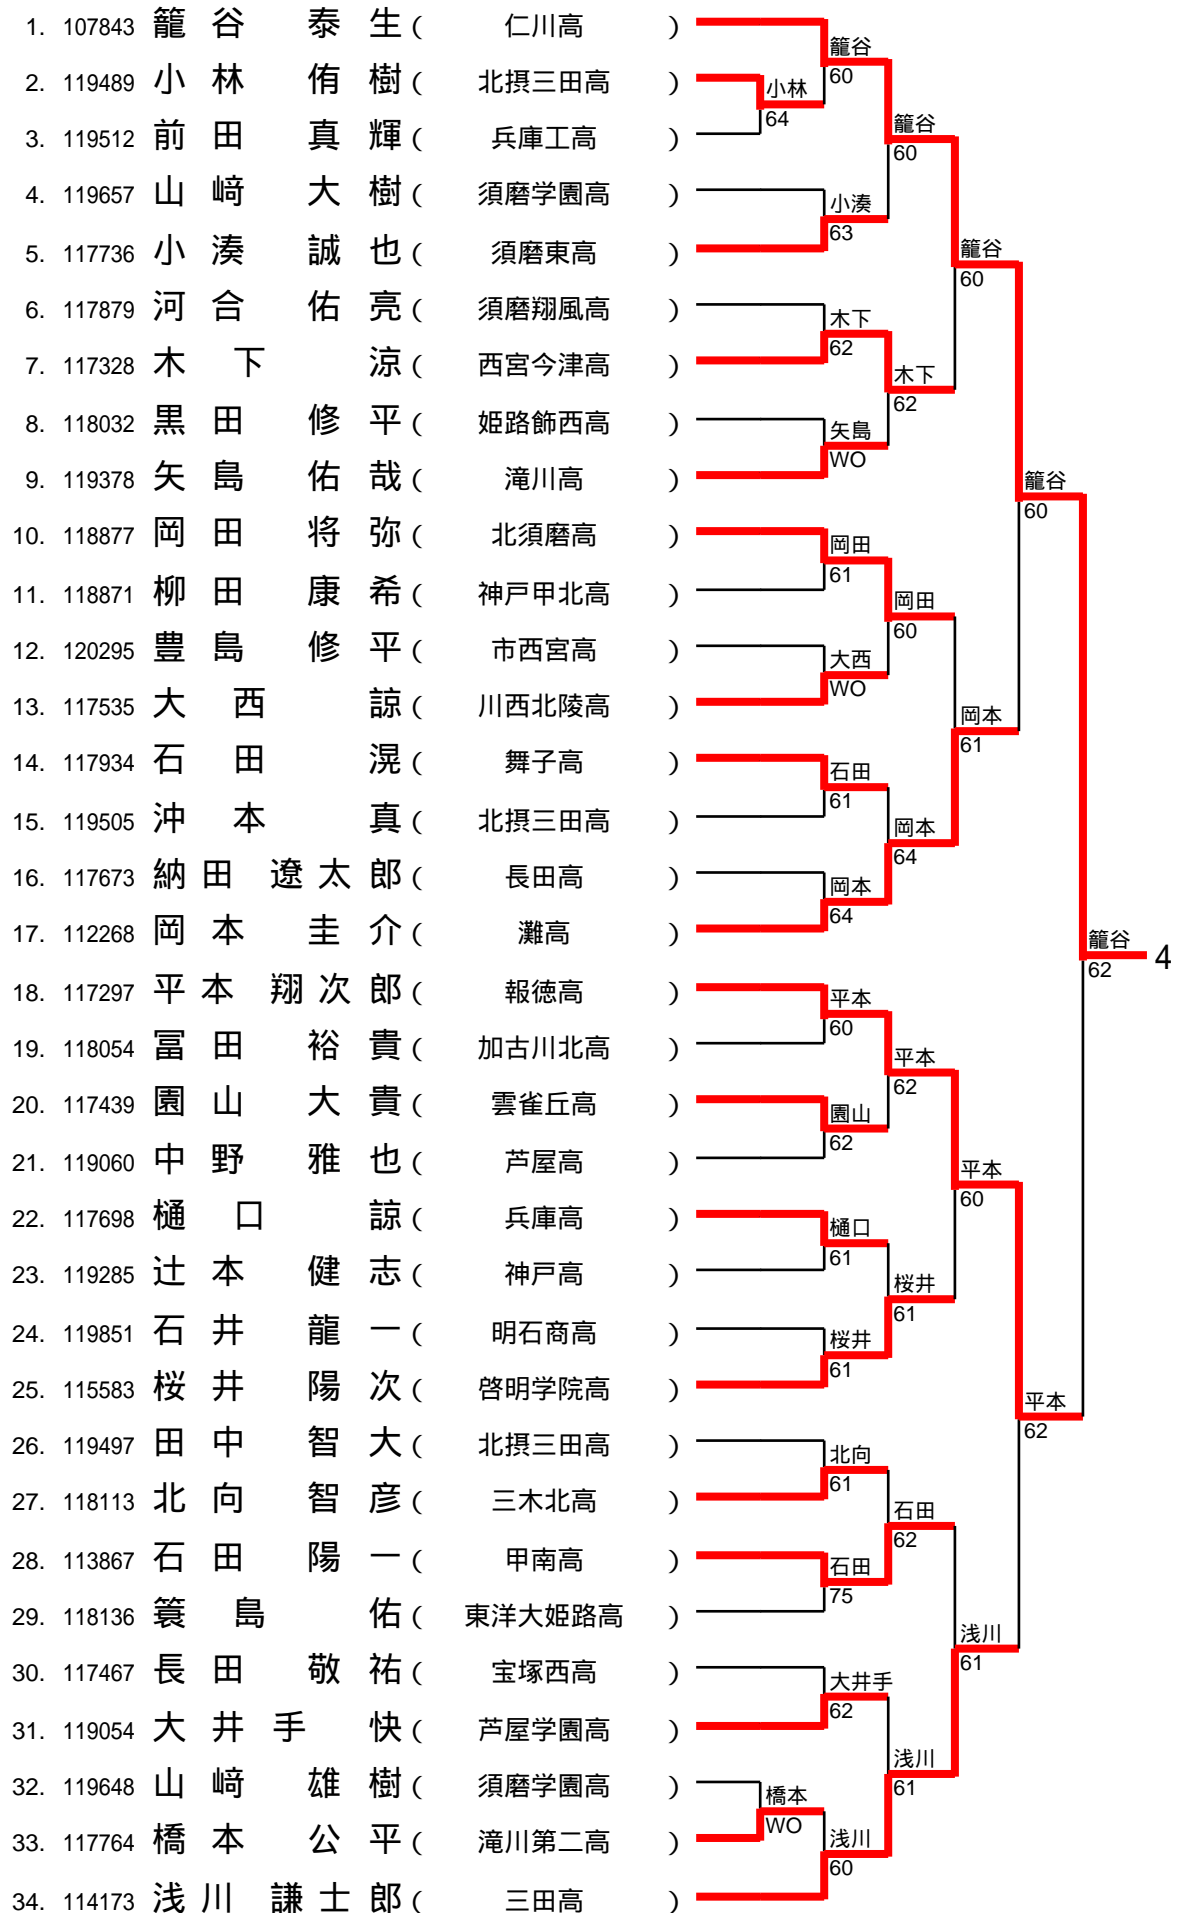 1. 107843 籠谷 泰生 ( 仁川高 )
籠谷
2. 119489 小林 侑樹 ( 北摂三田高 )
60
小林
64
籠谷
3. 119512 前田 真輝 ( 兵庫工高 )
60
4. 119657 山﨑 大樹 ( 須磨学園高 )
小湊
63
5. 117736 小湊 誠也 ( 須磨東高 )
籠谷
60
6. 117879 河合 佑亮 ( 須磨翔風高 )
木下
62
7. 117328 木下 涼 ( 西宮今津高 )
木下
62
8. 118032 黒田 修平 ( 姫路飾西高 )
矢島
WO
9. 119378 矢島 佑哉 ( 滝川高 )
籠谷
60
10. 118877 岡田 将弥 ( 北須磨高 )
岡田
61
11. 118871 柳田 康希 ( 神戸甲北高 )
岡田
60
12. 120295 豊島 修平 ( 市西宮高 )
大西
WO
13. 117535 大西 諒 ( 川西北陵高 )
岡本
61
14. 117934 石田 滉 ( 舞子高 )
石田
61
15. 119505 沖本 真 ( 北摂三田高 )
岡本
64
16. 117673 納田 遼太郎 ( 長田高 )
岡本
64
17. 112268 岡本 圭介 ( 灘高 )
籠谷
62
4
18. 117297 平本 翔次郎 ( 報徳高 )
平本
60
19. 118054 冨田 裕貴 ( 加古川北高 )
平本
62
20. 117439 園山 大貴 ( 雲雀丘高 )
園山
62
21. 119060 中野 雅也 ( 芦屋高 )
平本
60
22. 117698 樋口 諒 ( 兵庫高 )
樋口
61
23. 119285 辻本 健志 ( 神戸高 )
桜井
61
24. 119851 石井 龍一 ( 明石商高 )
桜井
61
25. 115583 桜井 陽次 ( 啓明学院高 )
平本
62
26. 119497 田中 智大 ( 北摂三田高 )
北向
61
27. 118113 北向 智彦 ( 三木北高 )
石田
62
28. 113867 石田 陽一 ( 甲南高 )
石田
75
29. 118136 簑島 佑 ( 東洋大姫路高 )
浅川
61
30. 117467 長田 敬祐 ( 宝塚西高 )
大井手
62
31. 119054 大井手 快 ( 芦屋学園高 )
浅川
61
32. 119648 山﨑 雄樹 ( 須磨学園高 )
橋本
WO
33. 117764 橋本 公平 ( 滝川第二高 )
浅川
60
34. 114173 浅川 謙士郎 ( 三田高 )